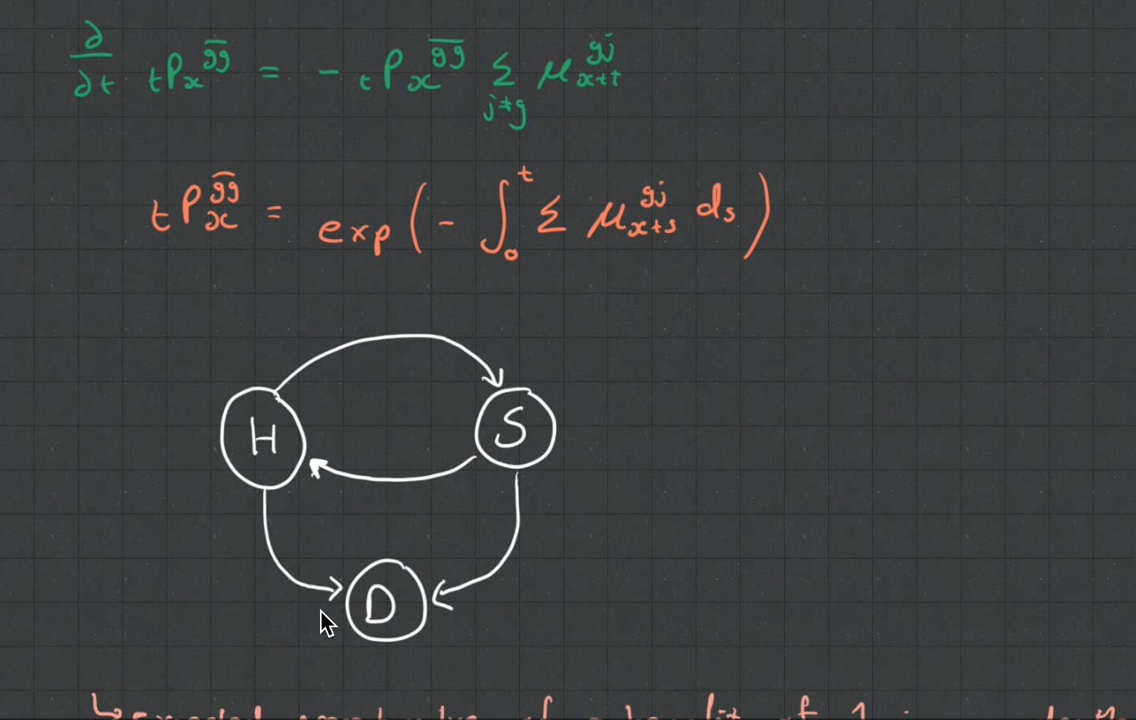 ∂/∂t ₜPₓ^{\overline{gg}} = - ₜPₓ^{\overline{gg}} Σ_{j≠g} μ_{x+t}^{gj}
ₜPₓ^{\overline{gg}} = exp(- ∫₀ᵗ Σ μ_{x+s}^{gj} ds)
H S
D